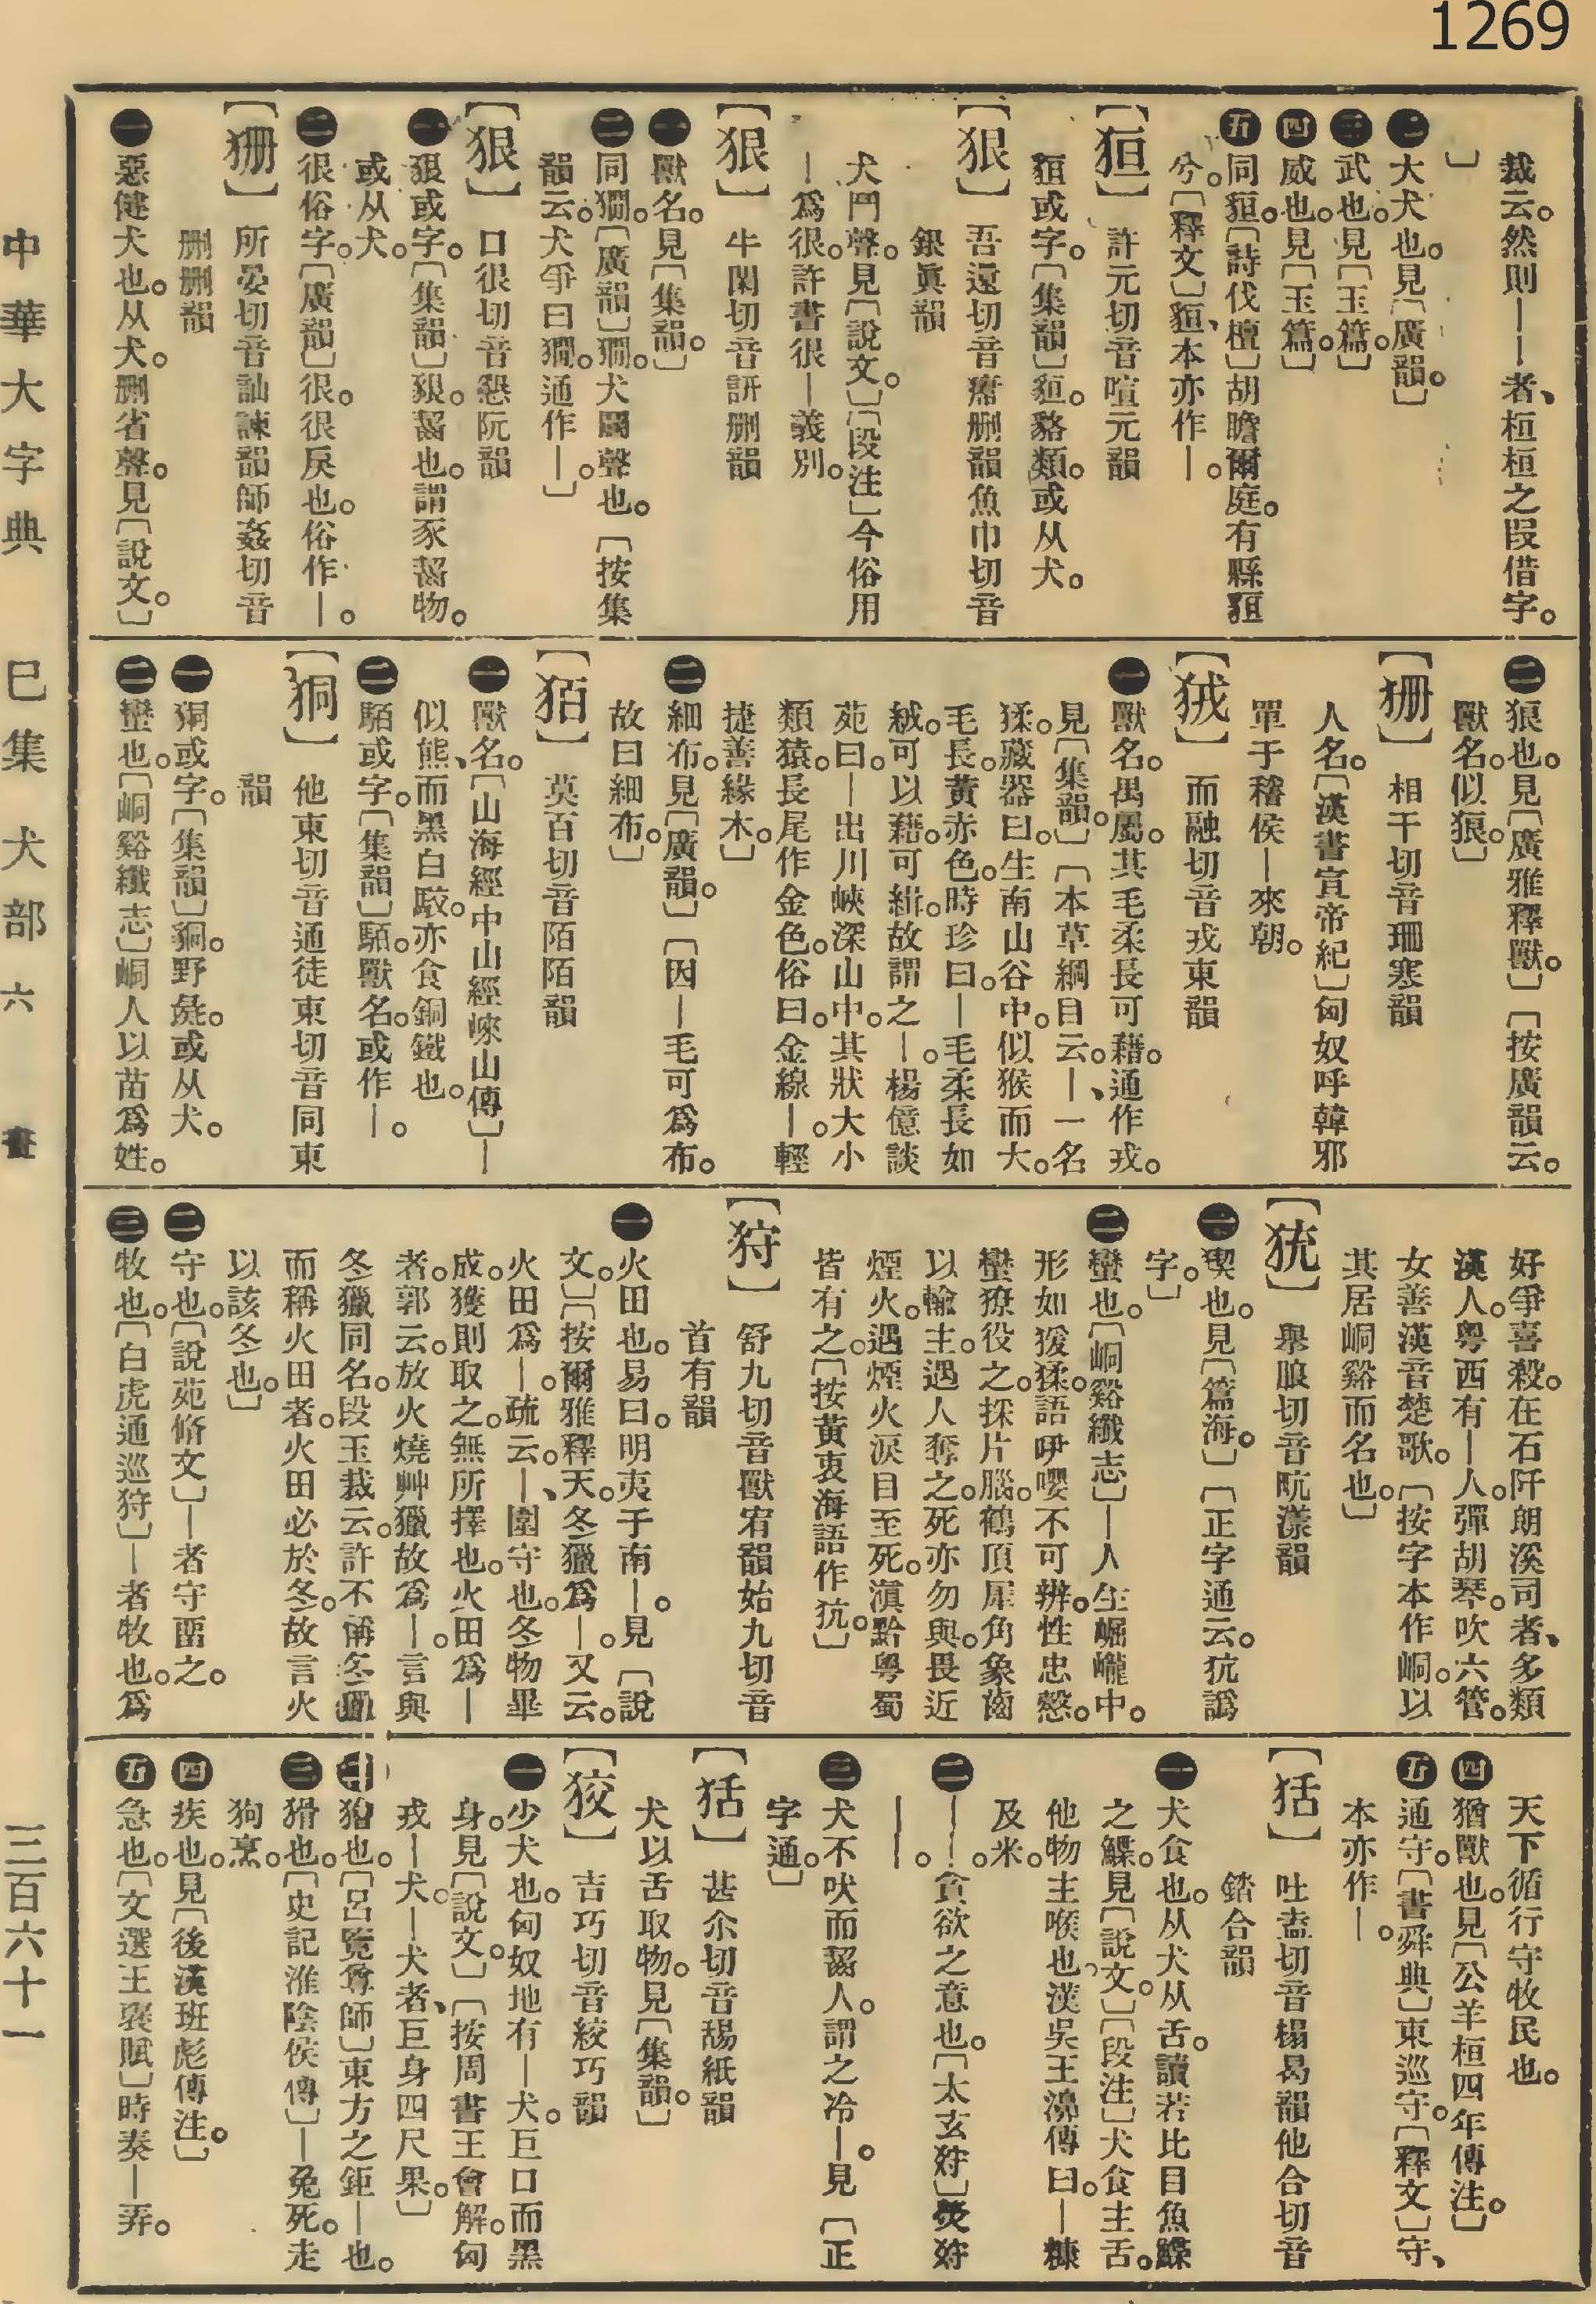 1269
裁云。然則｜｜者、桓桓之叚借字。
〕
二 大犬也。見〔廣韻。〕
三 武也。見〔玉篇。〕
四 威也。見〔玉篇。〕
五 同狟。〔詩伐檀〕胡瞻爾庭。有縣貆
兮。〔釋文〕貆、本亦作｜。
〔狟〕 許元切音喧元韻
貆或字。〔集韻〕貆。貉類。或从犬。
〔狠〕 吾還切音㾕删韻魚巾切音
銀眞韻
犬鬥聲。見〔說文。〕〔段注〕今俗用
｜爲很。許書很｜義別。
〔狠〕 牛閑切音訮删韻
一 獸名。見〔集韻。〕
二 同㺂。〔廣韻〕㺂。犬鬭聲也。〔按集
韻云。犬爭曰㺂。通作｜。〕
〔狠〕 口很切音懇阮韻
一 豤或字。〔集韻〕豤。齧也。謂豕齧物。
或从犬。
二 很俗字。〔廣韻〕很。很戾也。俗作｜。
〔狦〕 所晏切音訕諫韻師姦切音
删删韻
一 惡健犬也。从犬。删省聲。見〔說文。〕
二 狼也。見〔廣雅釋獸。〕〔按廣韻云。
獸名。似狼。〕
〔狦〕 相干切音珊寒韻
人名。〔漢書宣帝紀〕匈奴呼韓邪
單于稽侯｜來朝。
〔狨〕 而融切音戎東韻
一 獸名。禺屬。其毛柔長可藉。通作戎。
見〔集韻。〕〔本草綱目云。｜、一名
猱。藏器曰。生南山谷中。似猴而大。
毛長。黃赤色。時珍曰。｜毛柔長如
絨。可以藉。可緝。故謂之｜。楊億談
苑曰。｜出川峽深山中。其狀大小
類猿。長尾作金色。俗曰。金線｜。輕
捷善緣木。〕
二 細布。見〔廣韻。〕〔因｜毛可爲布。
故曰細布。〕
〔狛〕 莫百切音陌陌韻
一 獸名。〔山海經中山經崍山傳〕｜
似熊、而黑白駮。亦食銅鐵也。
二 貊或字。〔集韻〕貊。獸名。或作｜。
〔狪〕 他東切音通徒東切音同東
韻
一 㹯或字。〔集韻〕㹯。野彘。或从犬。
二 蠻也。〔峒谿纖志〕峒人以苗爲姓。
好爭喜殺。在石阡朗溪司者、多類
漢人。粤西有｜人。彈胡琴。吹六管。
女善漢音楚歌。〔按字本作峒。以
其居峒谿而名也。〕
〔㹪〕 舉朖切音䀪漾韻
一 獌也。見〔篇海。〕〔正字通云。犺譌
字。〕
二 蠻也。〔峒谿纖志〕｜人生崛巄中。
形如猨猱。語咿嚶不可辨。性忠慤。
蠻獠役之。採片腦。鶴頂犀角象齒
以輸主。遇人奪之。死亦勿與。畏近
煙火。遇煙火淚目至死。滇黔粤蜀
皆有之。〔按黃衷海語作犺。〕
〔狩〕 舒九切音獸宥韻始九切音
首有韻
一 火田也。易曰。明夷于南｜。見〔說
文。〕〔按爾雅釋天。冬獵爲｜。又云。
火田爲｜。疏云。｜、圍守也。冬物畢
成。獲則取之。無所擇也。火田爲｜
者。郭云。放火燒艸獵故爲｜。言與
冬獵同名。段玉裁云。許不偁冬獵
而稱火田者。火田必於冬。故言火
以該冬也。〕
二 守也。〔說苑脩文〕｜者守畱之。
三 牧也。〔白虎通巡狩〕｜者牧也。爲
天下循行守牧民也。
四 猶獸也。見〔公羊桓四年傳注。〕
五 通守。〔書舜典〕東巡守。〔釋文〕守、
本亦作｜。
〔狧〕 吐盍切音榻曷韻他合切音
錔合韻
一 犬食也。从犬从舌。讀若比目魚鰈
之鰈。見〔說文。〕〔段注〕犬食主舌。
他物主喉也。漢吳王濞傳曰。｜糠
及米。
二 ｜｜。貪欲之意也。〔太玄狩〕熒狩
｜｜。
三 犬不吠而齧人。謂之冷｜。見〔正
字通。〕
〔狧〕 甚尒切音舓紙韻
犬以舌取物。見〔集韻。〕
〔狡〕 吉巧切音絞巧韻
一 少犬也。匈奴地有｜犬。巨口而黑
身。見〔說文。〕〔按周書王會解。匈
戎｜犬。｜犬者、巨身四尺果。〕
二 猾也。〔呂覽尊師〕東方之鉅｜也。
三 猾也。〔史記淮陰侯傳〕｜兔死。走
狗烹。
四 疾也。見〔後漢班彪傳注。〕
五 急也。〔文選王褒賦〕時奏｜弄。
中華大字典 巳集 犬部 六畫 三百六十一